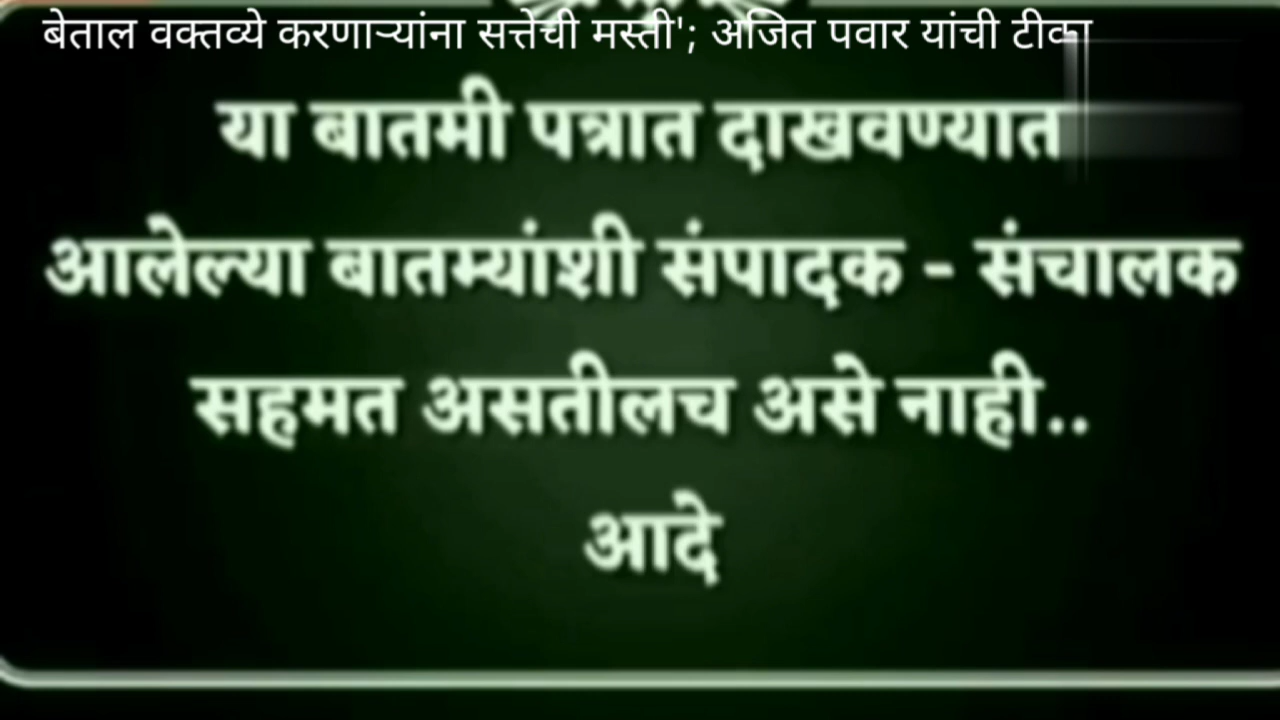 बेताल वक्तव्ये करणाऱ्यांना सत्तेची मस्ती'; अजित पवार यांची टीका
या बातमी पत्रात दाखवण्यात
आलेल्या बातम्यांशी संपादक - संचालक
सहमत असतीलच असे नाही..
आदे